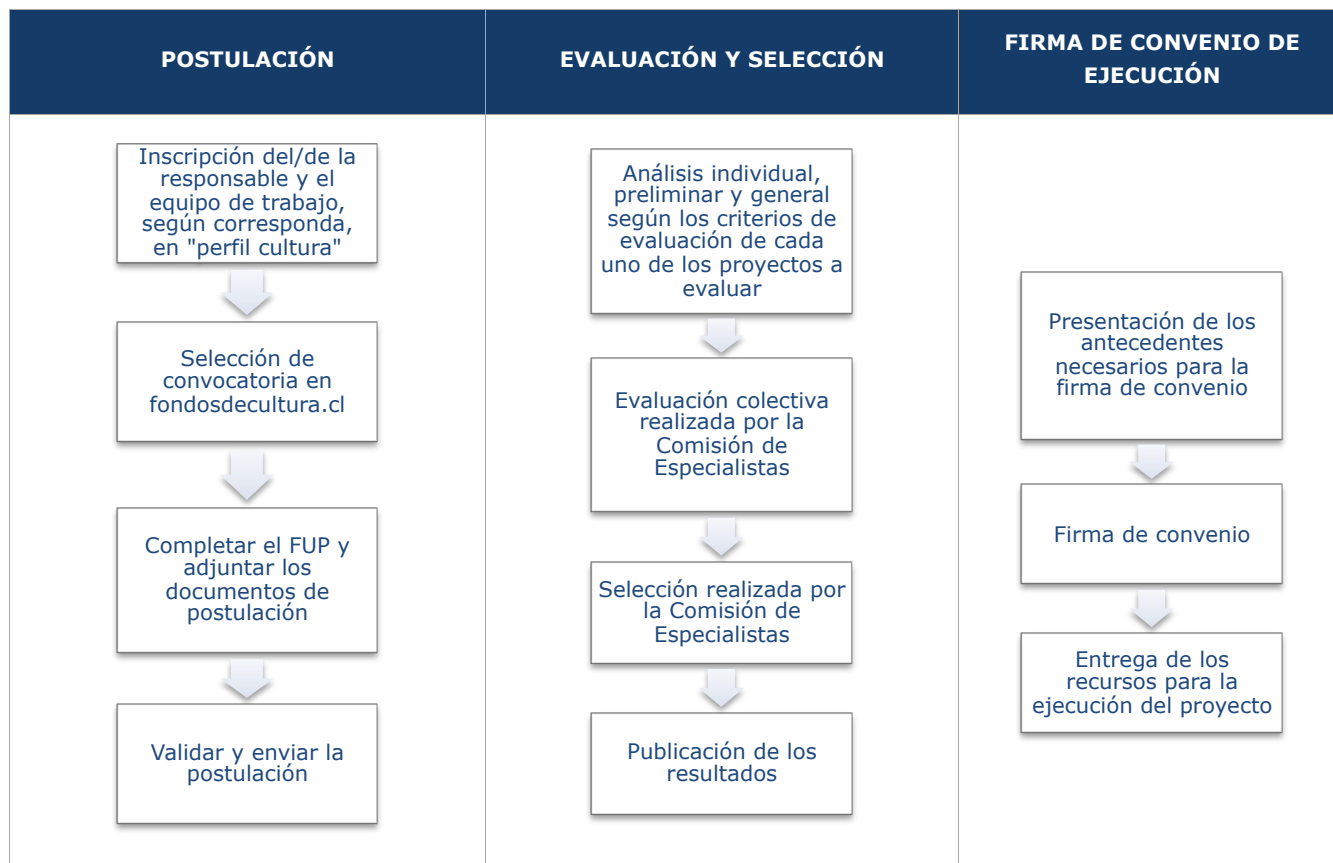 POSTULACIÓN
Inscripción del/de la
responsable y el
equipo de trabajo,
según corresponda,
en "perfil cultura"
Selección de
convocatoria en
fondosdecultura.cl
Completar el FUP y
adjuntar los
documentos de
postulación
Validar y enviar la
postulación
EVALUACIÓN Y SELECCIÓN
Análisis individual,
preliminar y general
según los criterios de
evaluación de cada
uno de los proyectos a
evaluar
Evaluación colectiva
realizada por la
Comisión de
Especialistas
Selección realizada por
la Comisión de
Especialistas
Publicación de los
resultados
FIRMA DE CONVENIO DE
EJECUCIÓN
Presentación de los
antecedentes
necesarios para la
firma de convenio
Firma de convenio
Entrega de los
recursos para la
ejecución del proyecto